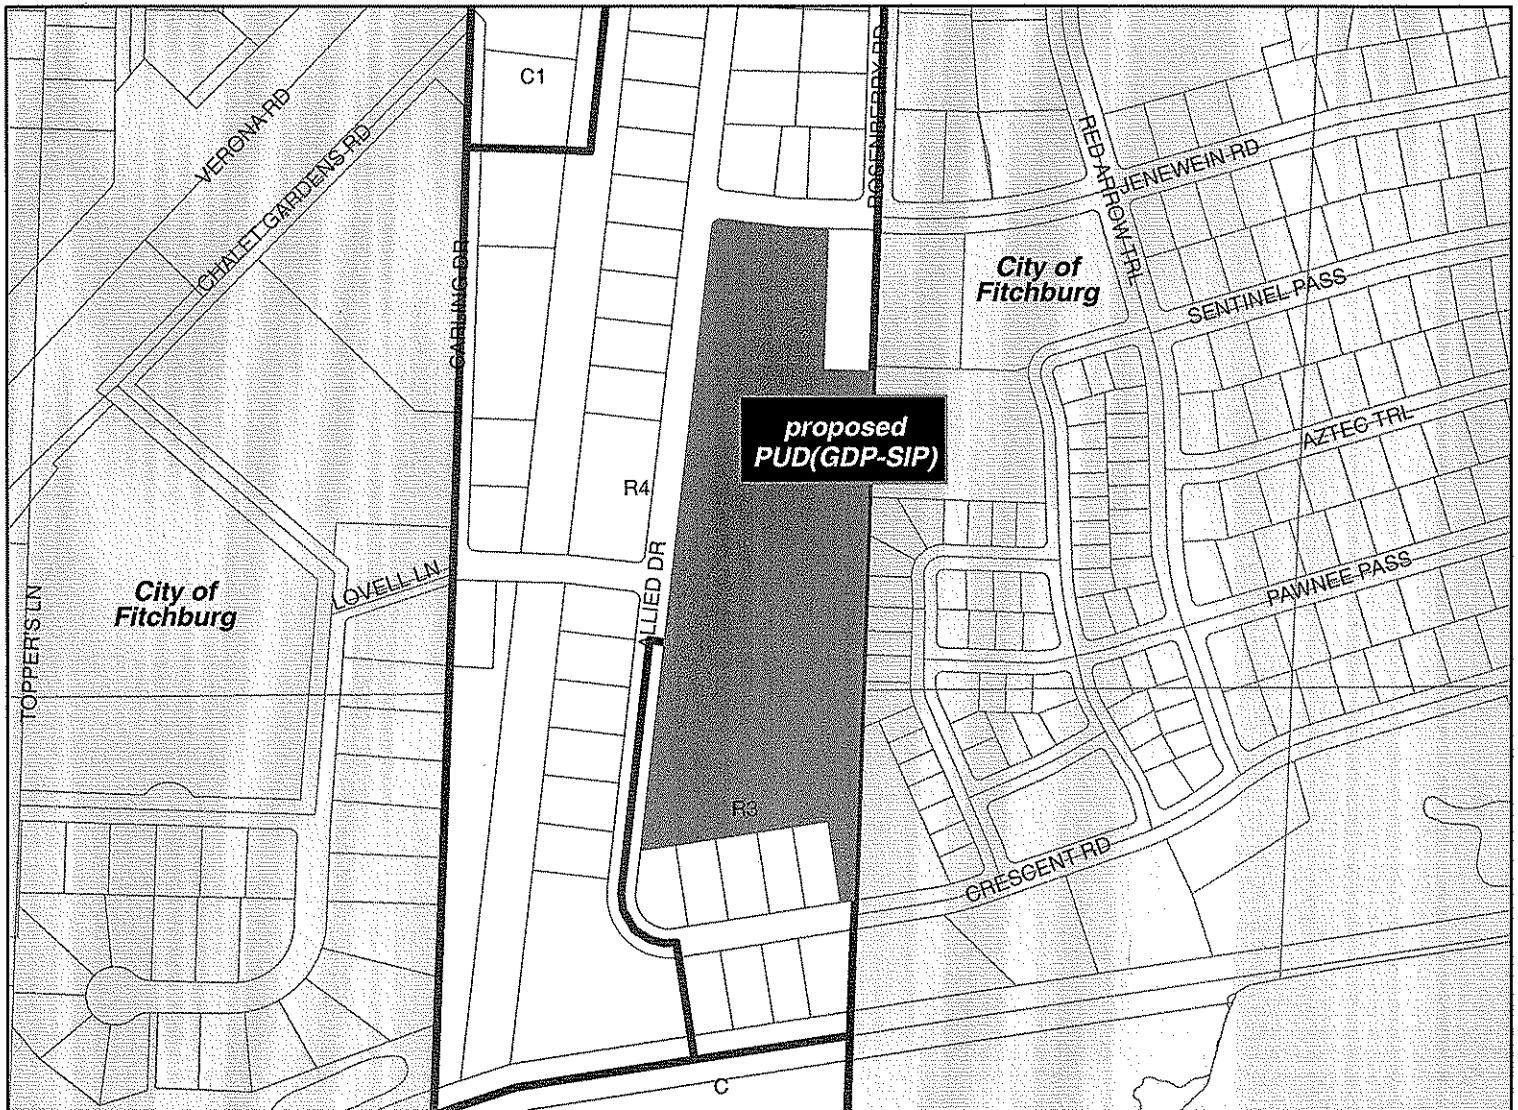 C1
VERONA RD
CHALET GARDENS RD
CARLING DR
ROSENBERRY RD
RED ARROW TRL
JENEWEIN RD
City of
Fitchburg
SENTINEL PASS
proposed
PUD(GDP-SIP)
AZTEC TRL
R4
ALLIED DR
PAWNEE PASS
LOVELL LN
City of
Fitchburg
TOPPER'S LN
R3
CRESCENT RD
C